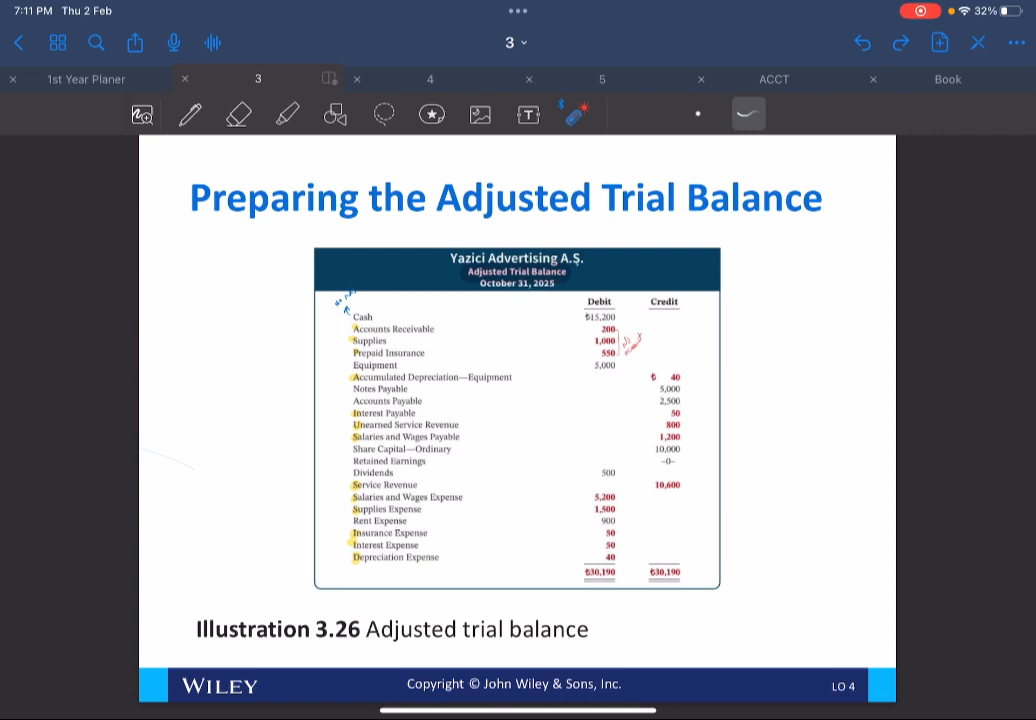 7:11 PM Thu 2 Feb
32%
3
1st Year Planer
3
4
5
ACCT
Book
T
Preparing the Adjusted Trial Balance
Yazici Advertising A.Ş.
Adjusted Trial Balance
October 31, 2025
Debit Credit
Cash ₺15,200
Accounts Receivable 200
Supplies 1,000
Prepaid Insurance 550
Equipment 5,000
Accumulated Depreciation—Equipment ₺ 40
Notes Payable 5,000
Accounts Payable 2,500
Interest Payable 50
Unearned Service Revenue 800
Salaries and Wages Payable 1,200
Share Capital—Ordinary 10,000
Retained Earnings –0–
Dividends 500
Service Revenue 10,600
Salaries and Wages Expense 5,200
Supplies Expense 1,500
Rent Expense 900
Insurance Expense 50
Interest Expense 50
Depreciation Expense 40
₺30,190 ₺30,190
Illustration 3.26 Adjusted trial balance
WILEY
Copyright © John Wiley & Sons, Inc.
LO 4